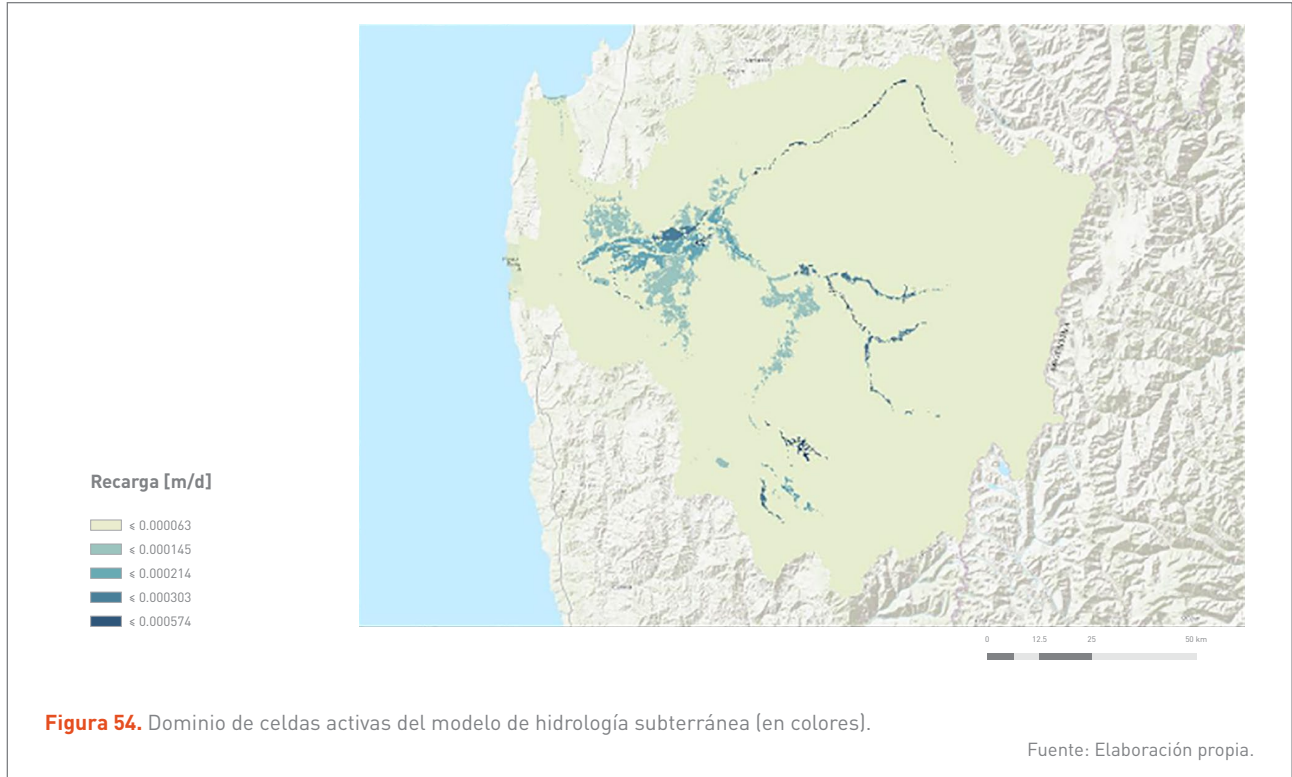 Recarga [m/d]
≤ 0.000063
≤ 0.000145
≤ 0.000214
≤ 0.000303
≤ 0.000574
0 12.5 25 50 km
Figura 54. Dominio de celdas activas del modelo de hidrología subterránea (en colores).
Fuente: Elaboración propia.